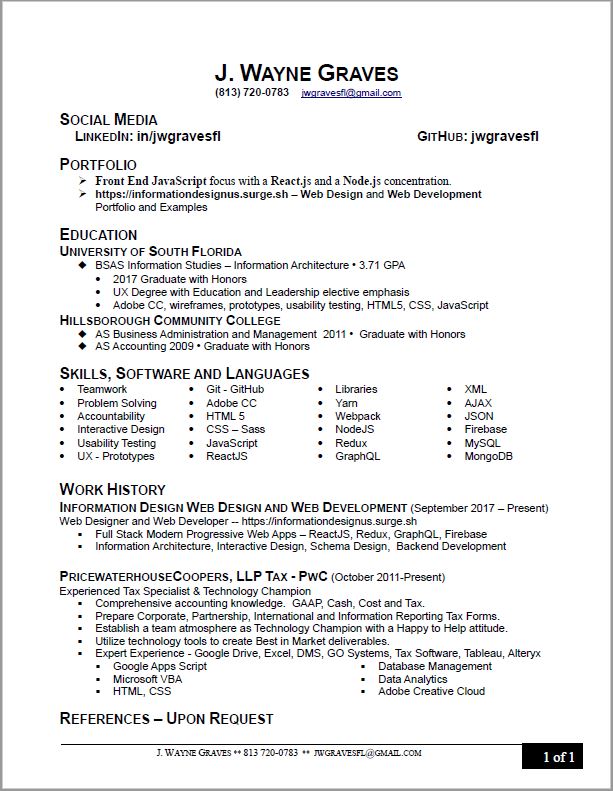 J. WAYNE GRAVES
(813) 720-0783 jwgravesfl@gmail.com
SOCIAL MEDIA
LINKEDIN: in/jwgravesfl GITHUB: jwgravesfl
PORTFOLIO
➢ Front End JavaScript focus with a React.js and a Node.js concentration.
➢ https://informationdesignus.surge.sh – Web Design and Web Development
Portfolio and Examples
EDUCATION
UNIVERSITY OF SOUTH FLORIDA
◆ BSAS Information Studies – Information Architecture • 3.71 GPA
• 2017 Graduate with Honors
• UX Degree with Education and Leadership elective emphasis
• Adobe CC, wireframes, prototypes, usability testing, HTML5, CSS, JavaScript
HILLSBOROUGH COMMUNITY COLLEGE
◆ AS Business Administration and Management 2011 • Graduate with Honors
◆ AS Accounting 2009 • Graduate with Honors
SKILLS, SOFTWARE AND LANGUAGES
• Teamwork • Git - GitHub • Libraries • XML
• Problem Solving • Adobe CC • Yarn • AJAX
• Accountability • HTML 5 • Webpack • JSON
• Interactive Design • CSS – Sass • NodeJS • Firebase
• Usability Testing • JavaScript • Redux • MySQL
• UX - Prototypes • ReactJS • GraphQL • MongoDB
WORK HISTORY
INFORMATION DESIGN WEB DESIGN AND WEB DEVELOPMENT (September 2017 – Present)
Web Designer and Web Developer -- https://informationdesignus.surge.sh
▪ Full Stack Modern Progressive Web Apps – ReactJS, Redux, GraphQL, Firebase
▪ Information Architecture, Interactive Design, Schema Design, Backend Development
PRICEWATERHOUSECOOPERS, LLP TAX - PWC (October 2011-Present)
Experienced Tax Specialist & Technology Champion
▪ Comprehensive accounting knowledge. GAAP, Cash, Cost and Tax.
▪ Prepare Corporate, Partnership, International and Information Reporting Tax Forms.
▪ Establish a team atmosphere as Technology Champion with a Happy to Help attitude.
▪ Utilize technology tools to create Best in Market deliverables.
▪ Expert Experience - Google Drive, Excel, DMS, GO Systems, Tax Software, Tableau, Alteryx
▪ Google Apps Script ▪ Database Management
▪ Microsoft VBA ▪ Data Analytics
▪ HTML, CSS ▪ Adobe Creative Cloud
REFERENCES – UPON REQUEST
J. WAYNE GRAVES ** 813 720-0783 ** JWGRAVESFL@GMAIL.COM 1 of 1